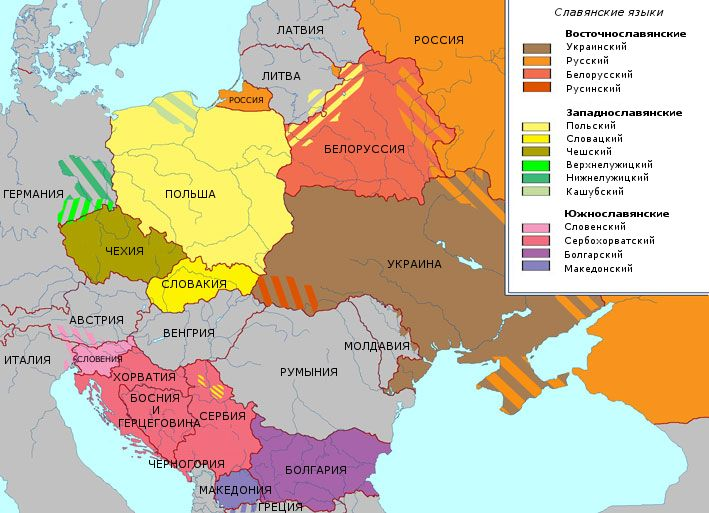 Славянские языки
Восточнославянские
Украинский
Русский
Белорусский
Русинский
Западнославянские
Польский
Словацкий
Чешский
Верхнелужицкий
Нижнелужицкий
Кашубский
Южнославянские
Словенский
Сербохорватский
Болгарский
Македонский
ЛАТВИЯ
РОССИЯ
ЛИТВА
РОССИЯ
БЕЛОРУССИЯ
ГЕРМАНИЯ
ПОЛЬША
ЧЕХИЯ
УКРАИНА
СЛОВАКИЯ
АВСТРИЯ
ВЕНГРИЯ
МОЛДАВИЯ
ИТАЛИЯ
СЛОВЕНИЯ
РУМЫНИЯ
ХОРВАТИЯ
БОСНИЯ
И
ГЕРЦЕГОВИНА
СЕРБИЯ
ЧЕРНОГОРИЯ
БОЛГАРИЯ
МАКЕДОНИЯ
ГРЕЦИЯ